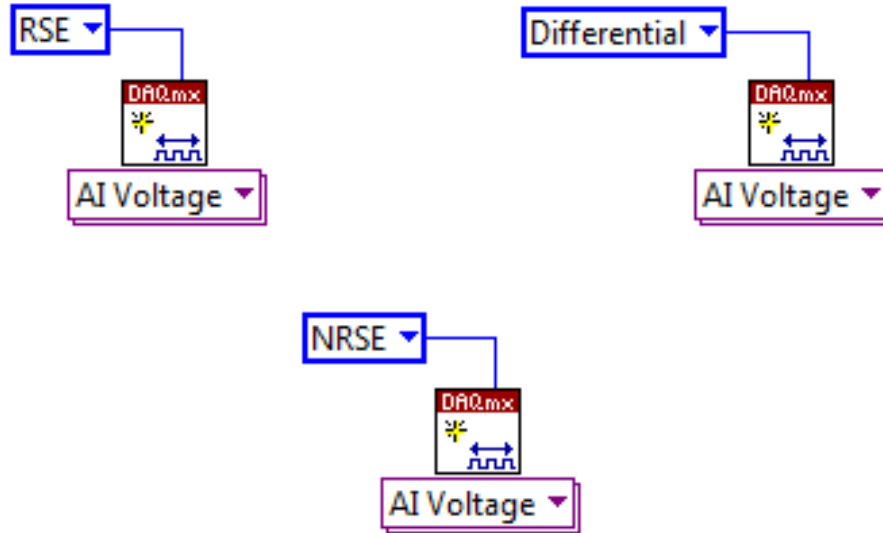 RSE
Differential
DAQmx
DAQmx
AI Voltage
AI Voltage
NRSE
DAQmx
AI Voltage